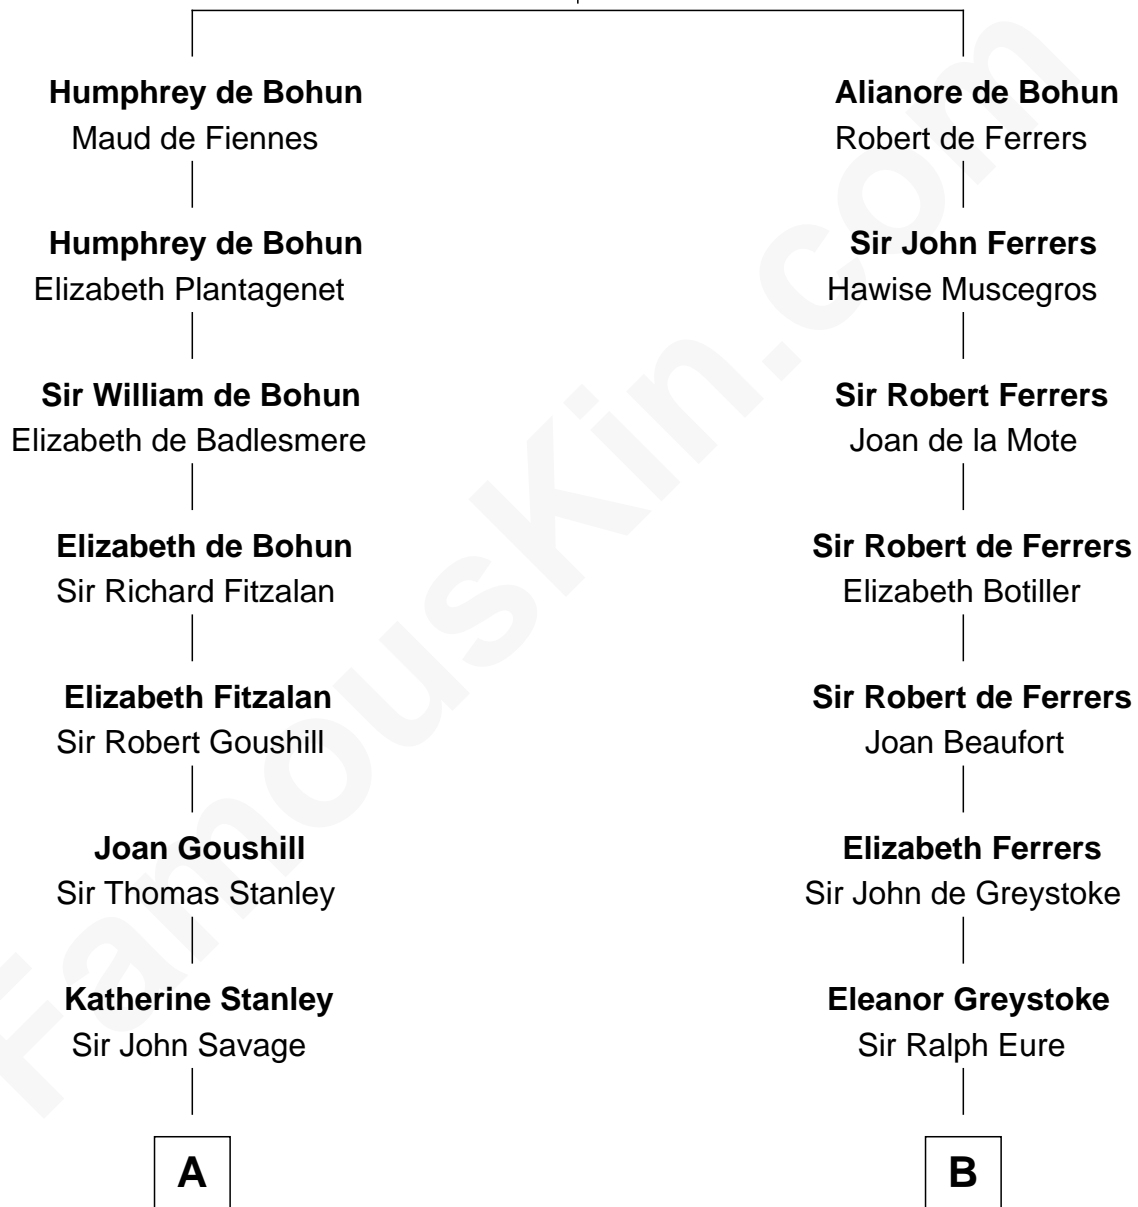 Humphrey de Bohun
Maud de Fiennes
Humphrey de Bohun
Elizabeth Plantagenet
Sir William de Bohun
Elizabeth de Badlesmere
Elizabeth de Bohun
Sir Richard Fitzalan
Elizabeth Fitzalan
Sir Robert Goushill
Joan Goushill
Sir Thomas Stanley
Katherine Stanley
Sir John Savage
A
Alianore de Bohun
Robert de Ferrers
Sir John Ferrers
Hawise Muscegros
Sir Robert Ferrers
Joan de la Mote
Sir Robert de Ferrers
Elizabeth Botiller
Sir Robert de Ferrers
Joan Beaufort
Elizabeth Ferrers
Sir John de Greystoke
Eleanor Greystoke
Sir Ralph Eure
B
FamousKin.com